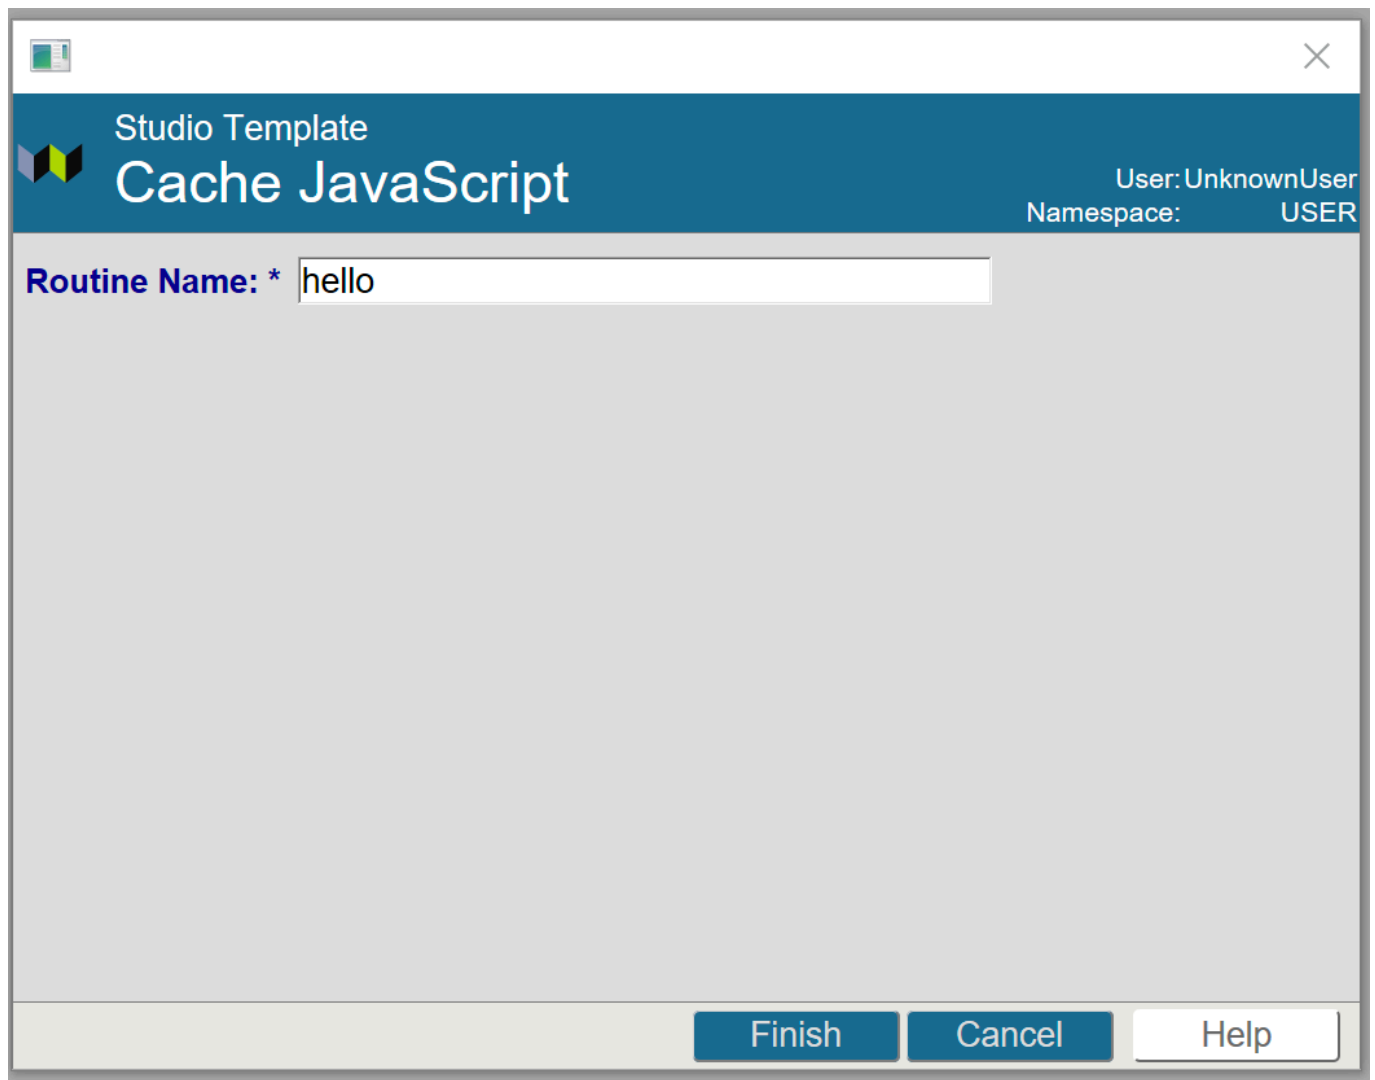 Studio Template
Cache JavaScript
User: UnknownUser
Namespace: USER
Routine Name: * hello
Finish Cancel Help